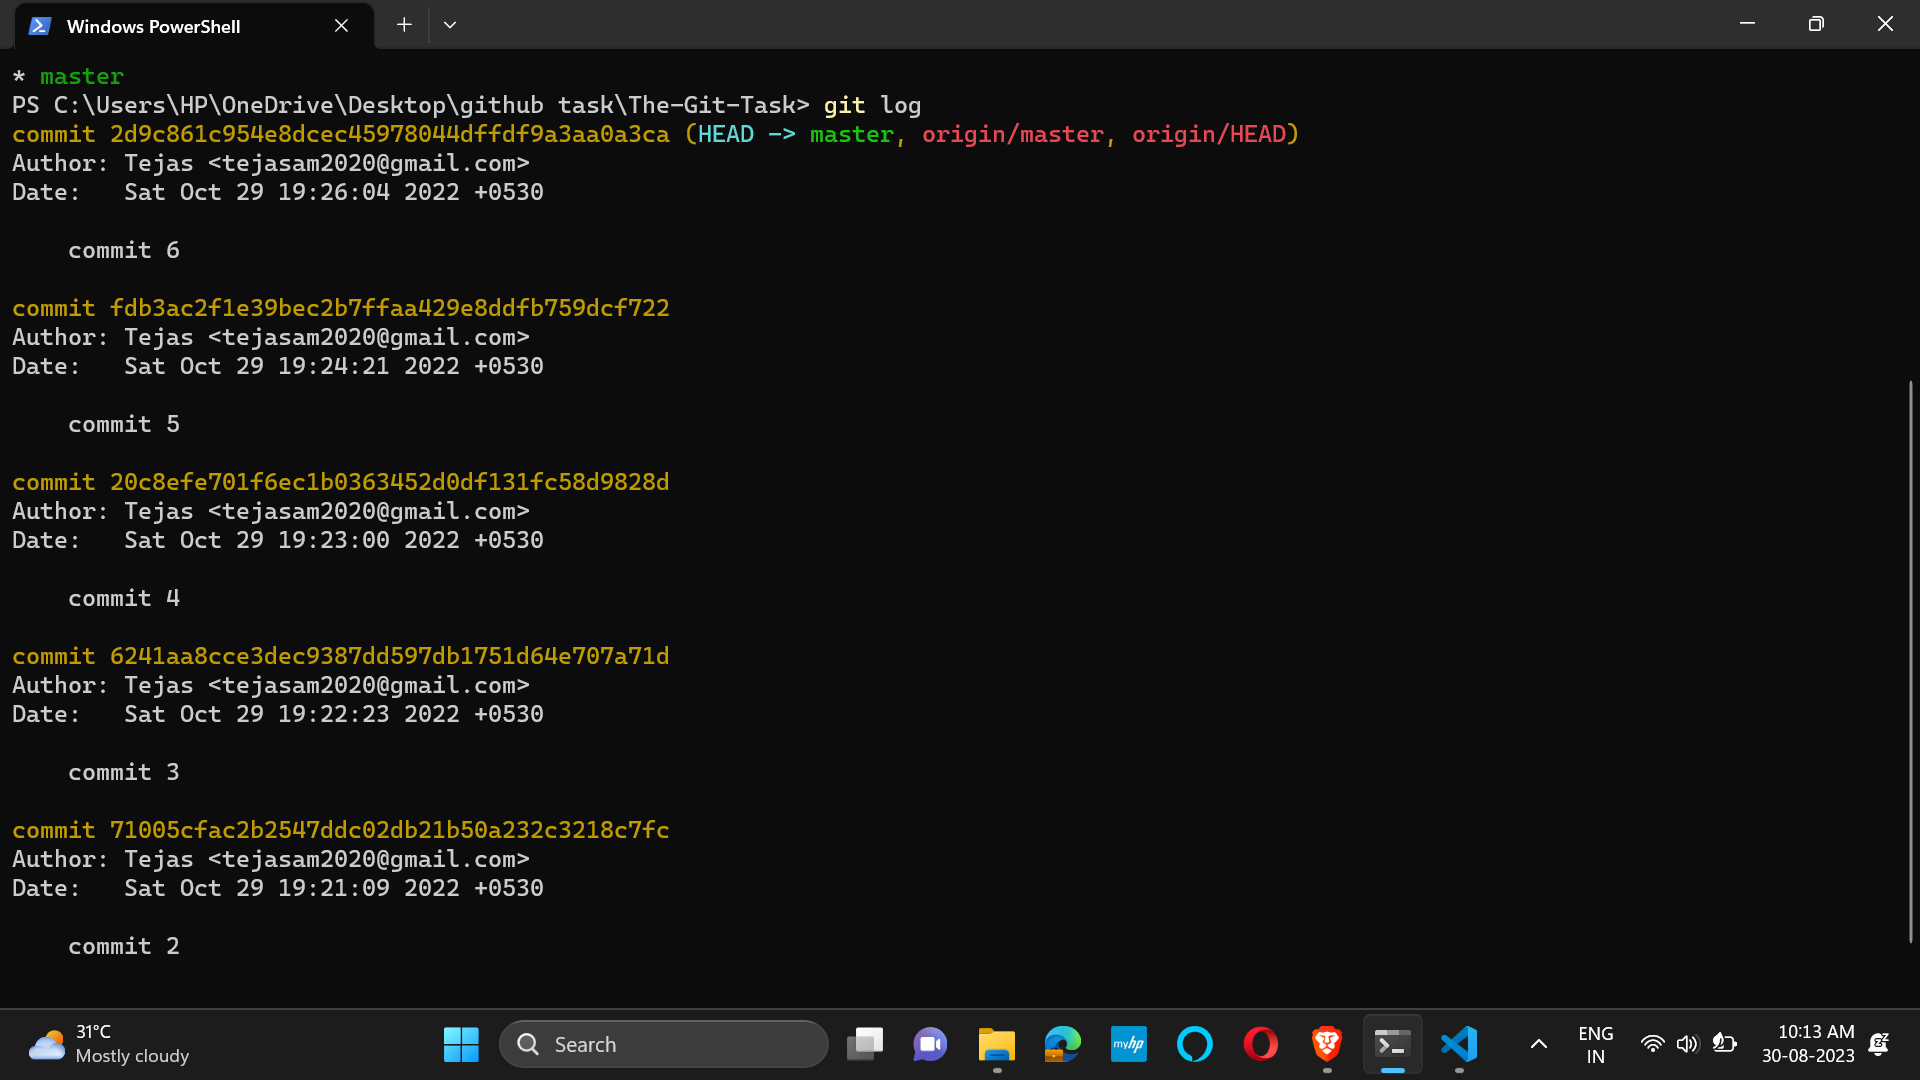 Windows PowerShell
* master
PS C:\Users\HP\OneDrive\Desktop\github task\The-Git-Task> git log
commit 2d9c861c954e8dcec45978044dffdf9a3aa0a3ca (HEAD -> master, origin/master, origin/HEAD)
Author: Tejas <tejasam2020@gmail.com>
Date:   Sat Oct 29 19:26:04 2022 +0530
commit 6
commit fdb3ac2f1e39bec2b7ffaa429e8ddfb759dcf722
Author: Tejas <tejasam2020@gmail.com>
Date:   Sat Oct 29 19:24:21 2022 +0530
commit 5
commit 20c8efe701f6ec1b0363452d0df131fc58d9828d
Author: Tejas <tejasam2020@gmail.com>
Date:   Sat Oct 29 19:23:00 2022 +0530
commit 4
commit 6241aa8cce3dec9387dd597db1751d64e707a71d
Author: Tejas <tejasam2020@gmail.com>
Date:   Sat Oct 29 19:22:23 2022 +0530
commit 3
commit 71005cfac2b2547ddc02db21b50a232c3218c7fc
Author: Tejas <tejasam2020@gmail.com>
Date:   Sat Oct 29 19:21:09 2022 +0530
commit 2
31°C
Mostly cloudy
Search
myhp
ENG
IN
10:13 AM
30-08-2023